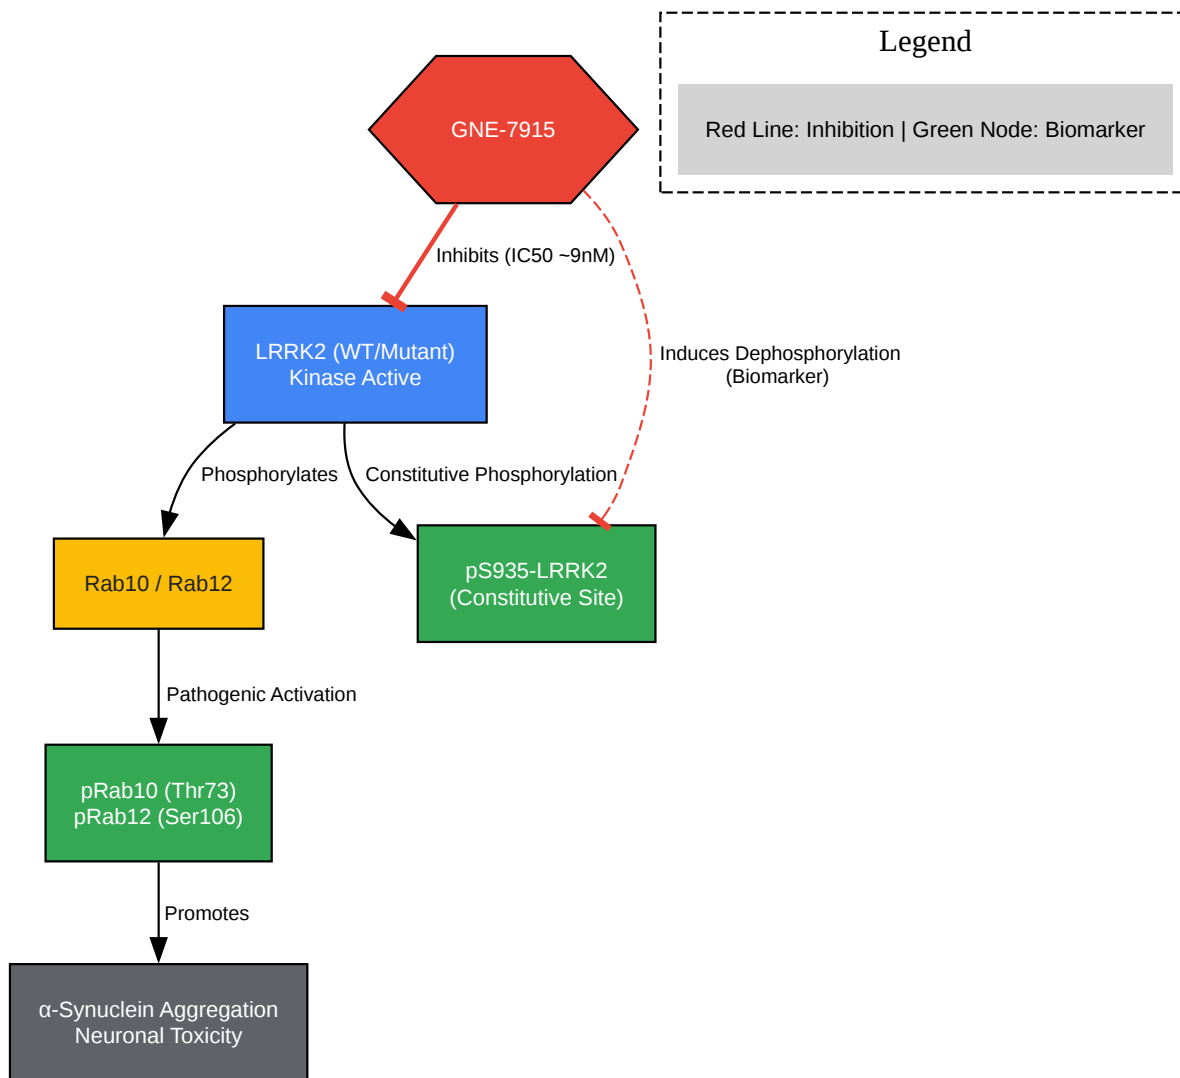 Legend
Red Line: Inhibition | Green Node: Biomarker
GNE-7915
Inhibits (IC50 ~9nM)
LRRK2 (WT/Mutant)
Kinase Active
Induces Dephosphorylation
(Biomarker)
Phosphorylates
Constitutive Phosphorylation
Rab10 / Rab12
pS935-LRRK2
(Constitutive Site)
Pathogenic Activation
pRab10 (Thr73)
pRab12 (Ser106)
Promotes
α-Synuclein Aggregation
Neuronal Toxicity